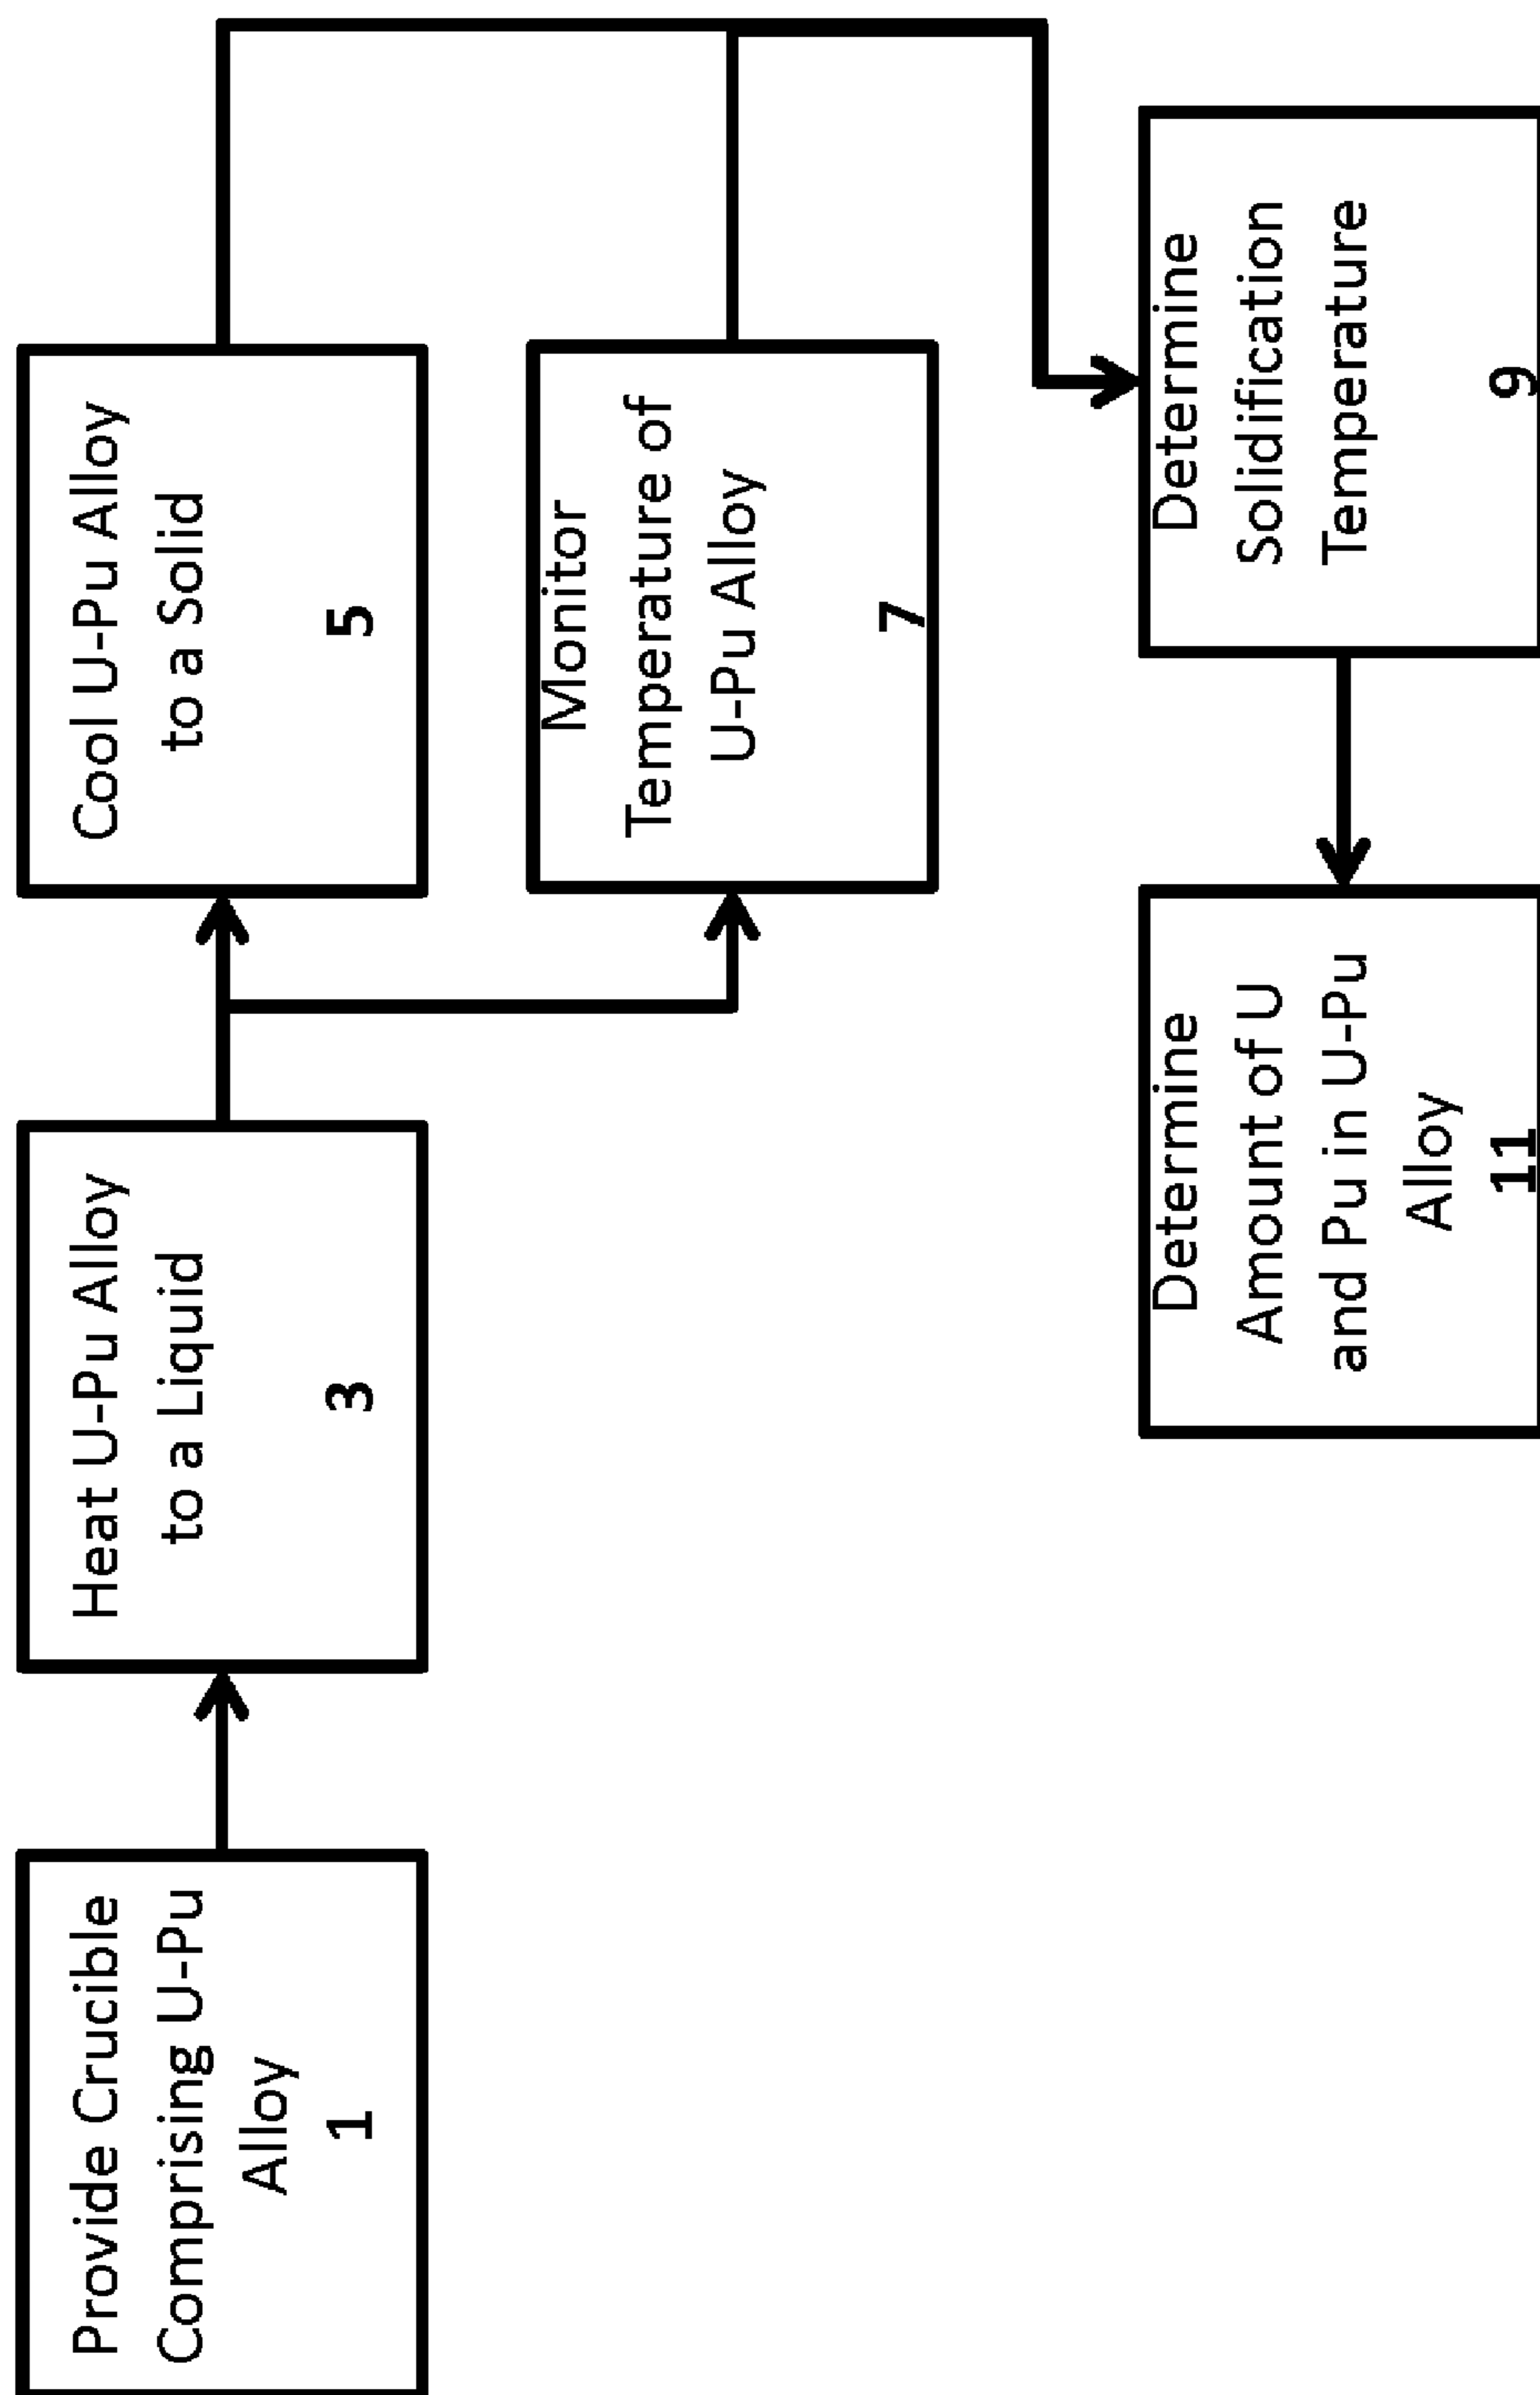 Provide Crucible
Comprising U-Pu
Alloy
1
Heat U-Pu Alloy
to a Liquid
3
Cool U-Pu Alloy
to a Solid
5
Monitor
Temperature of
U-Pu Alloy
7
Determine
Solidification
Temperature
9
Determine
Amount of U
and Pu in U-Pu
Alloy
11